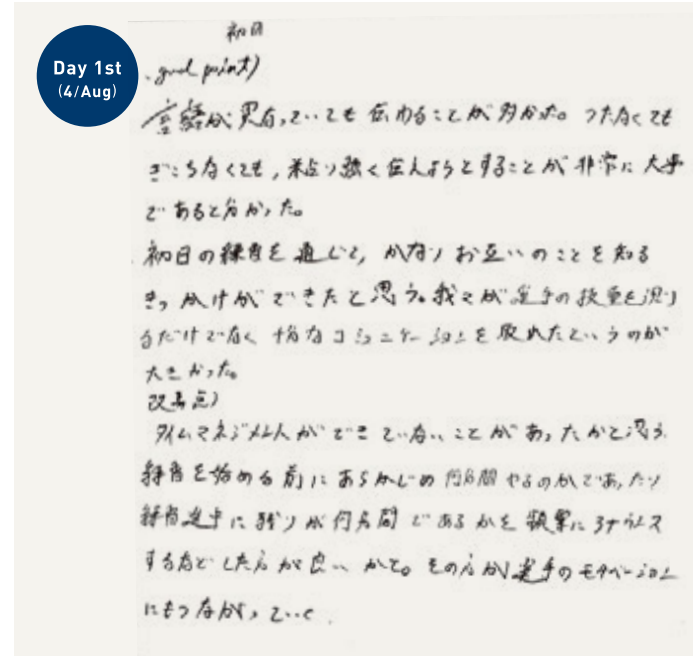 Day 1st
(4/Aug)
初日
good point)
言語が異なっていても伝わることが多かった。つたなくても
ぎこちなくても、粘り強く伝えようとすることが非常に大事
であると分かった。
初日の練習を通じて、かなりお互いのことを知る
きっかけができたと思う。我々が選手の技量を測
るだけでなく 十分なコミュニケーションを取れたというのが
大きかった。
改善点)
タイムマネジメントができていないことがあったかと思う。
練習を始める前にあらかじめ何分間やるのかであったり
練習選手に残りが何分間であるかを頻繁にアナウンス
するなどした方が良いかと。その方が選手のモチベーション
にもつながっていく